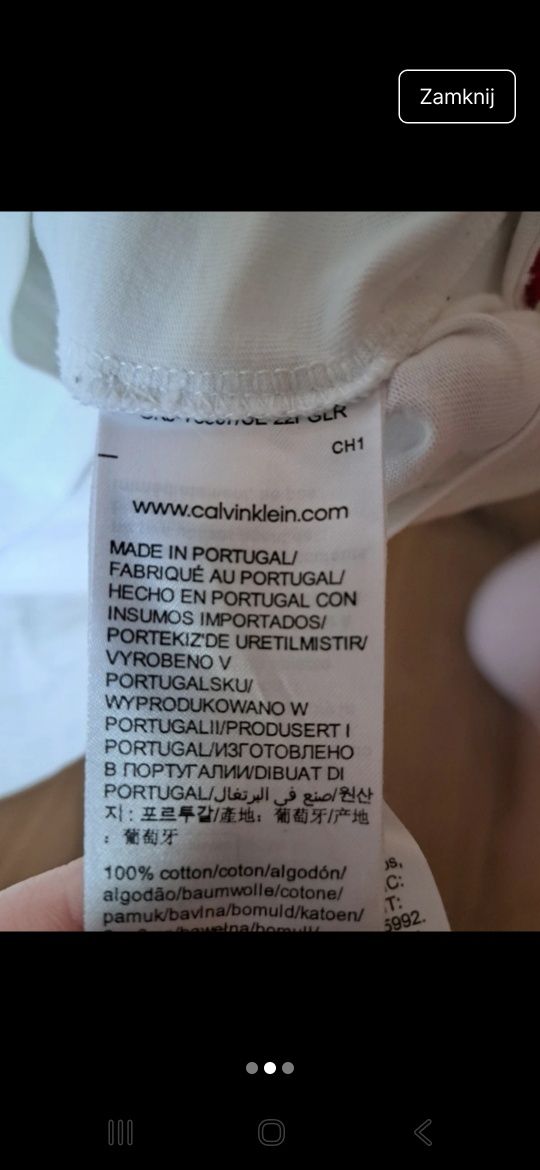 Zamknij
CH1
www.calvinklein.com
MADE IN PORTUGAL/
FABRIQUÉ AU PORTUGAL/
HECHO EN PORTUGAL CON
INSUMOS IMPORTADOS/
PORTEKIZ'DE URETILMISTIR/
VYROBENO V
PORTUGALSKU/
WYPRODUKOWANO W
PORTUGALII/PRODUSERT I
PORTUGAL/ИЗГОТОВЛЕНО
В ПОРТУГАЛИИ/DIBUAT DI
PORTUGAL/صنع في البرتغال/원산
지: 포르투갈/產地: 葡萄牙/产地
: 葡萄牙
100% cotton/coton/algodón/
algodão/baumwolle/cotone/
pamuk/bavlna/bomuld/katoen/
C:
T:
5992.